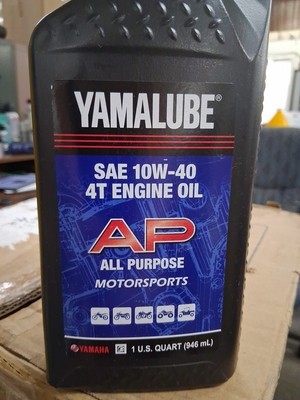 YAMALUBE®
SAE 10W-40
4T ENGINE OIL
AP
ALL PURPOSE
MOTORSPORTS
YAMAHA 1 U.S. QUART (946 mL)